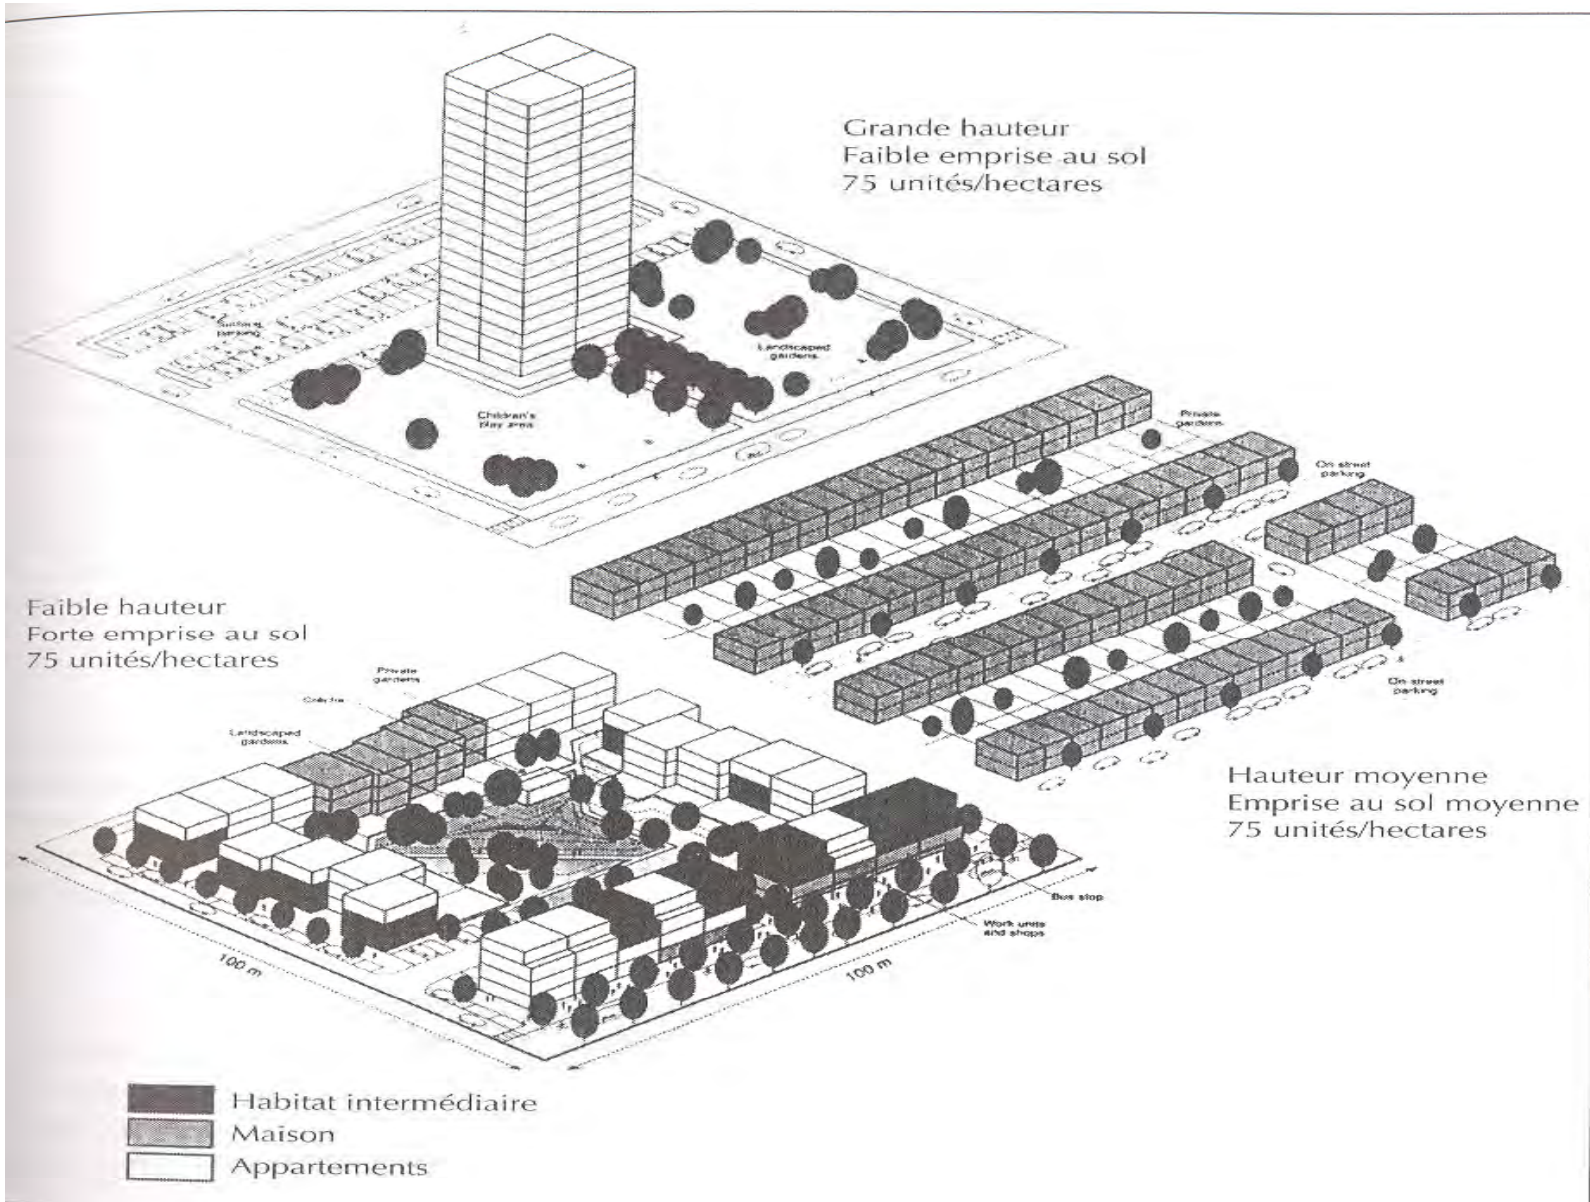 Grande hauteur
Faible emprise au sol
75 unités/hectares
Surface
parking
Landscaped
gardens
Children's
play area
Private
gardens
On street
parking
Faible hauteur
Forte emprise au sol
75 unités/hectares
Private
gardens
Landscaped
gardens
On street
parking
Hauteur moyenne
Emprise au sol moyenne
75 unités/hectares
Bus stop
Work units
and shops
100 m
100 m
Habitat intermédiaire
Maison
Appartements